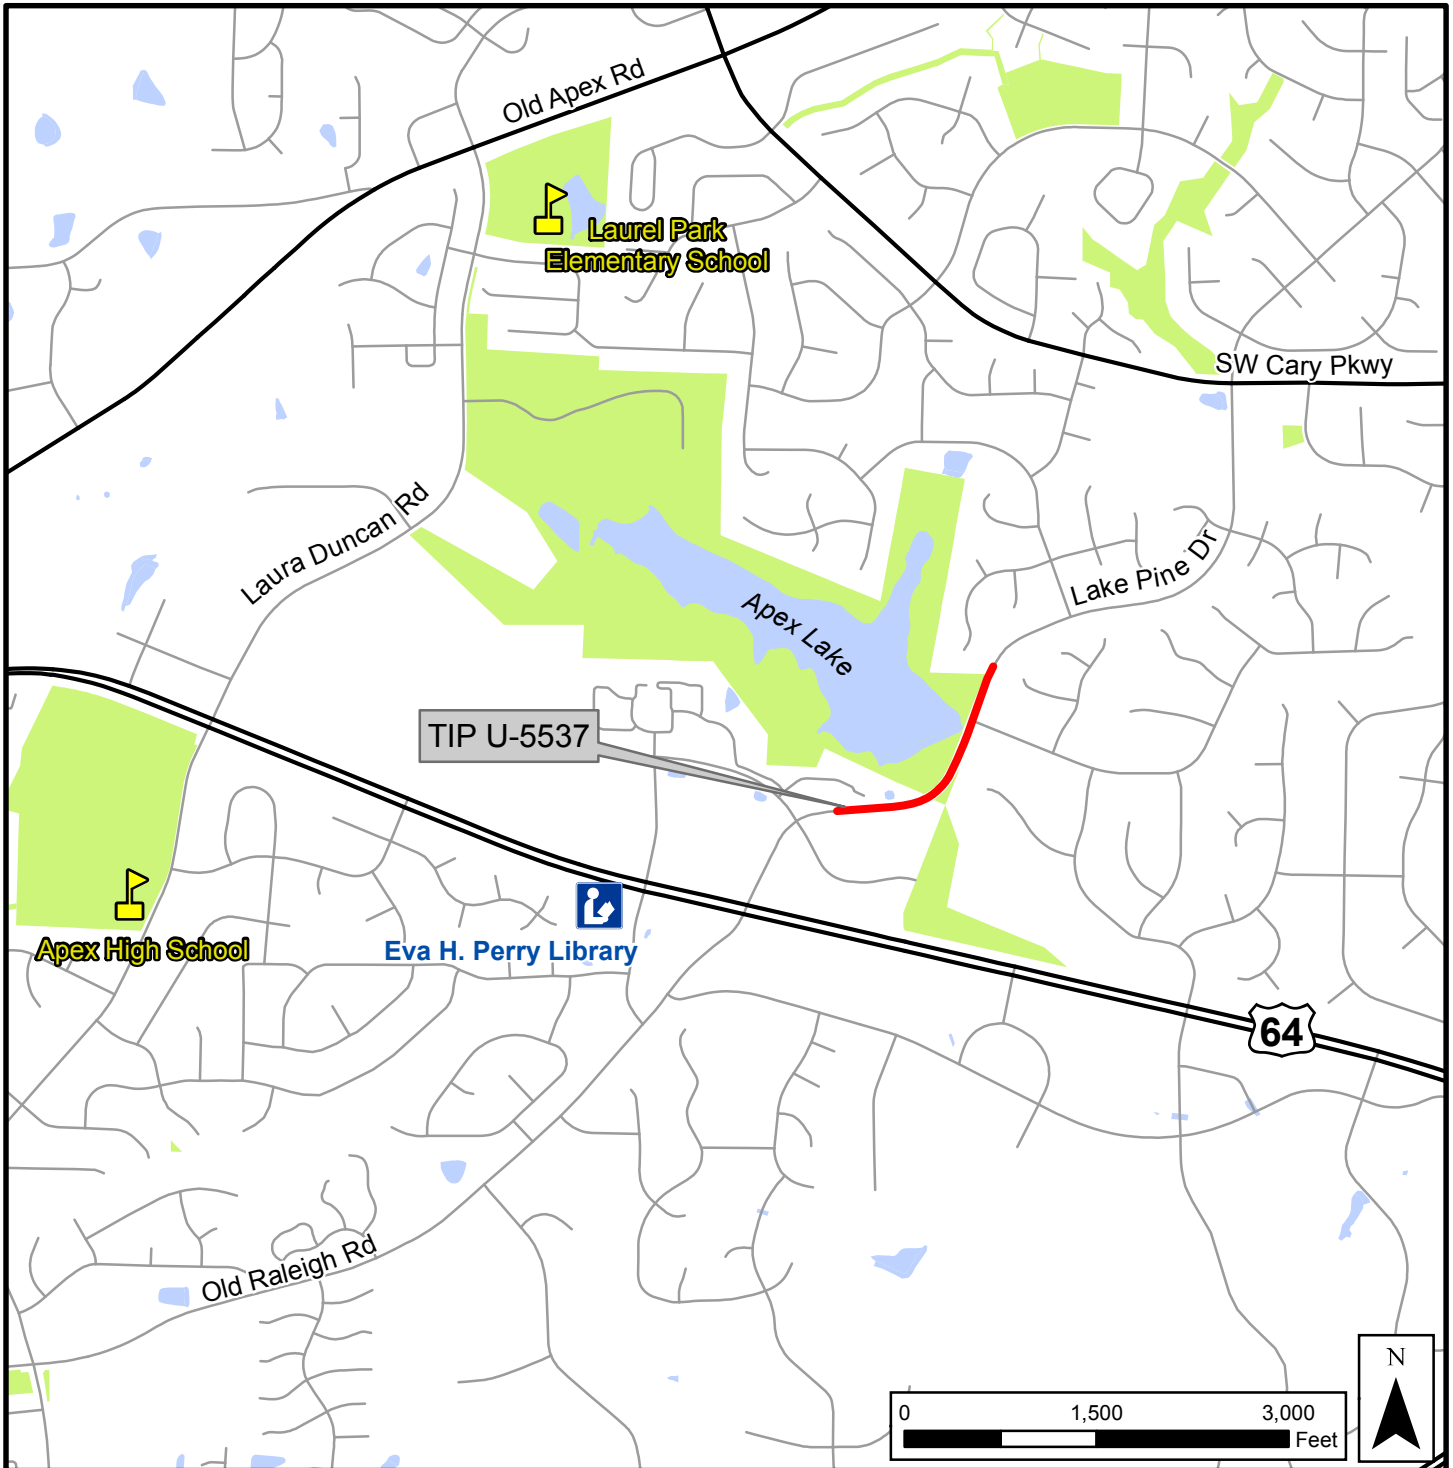 Old Apex Rd
Laurel Park
Elementary School
SW Cary Pkwy
Laura Duncan Rd
Lake Pine Dr
Apex Lake
TIP U-5537
Apex High School
Eva H. Perry Library
64
Old Raleigh Rd
N
0 1,500 3,000
Feet